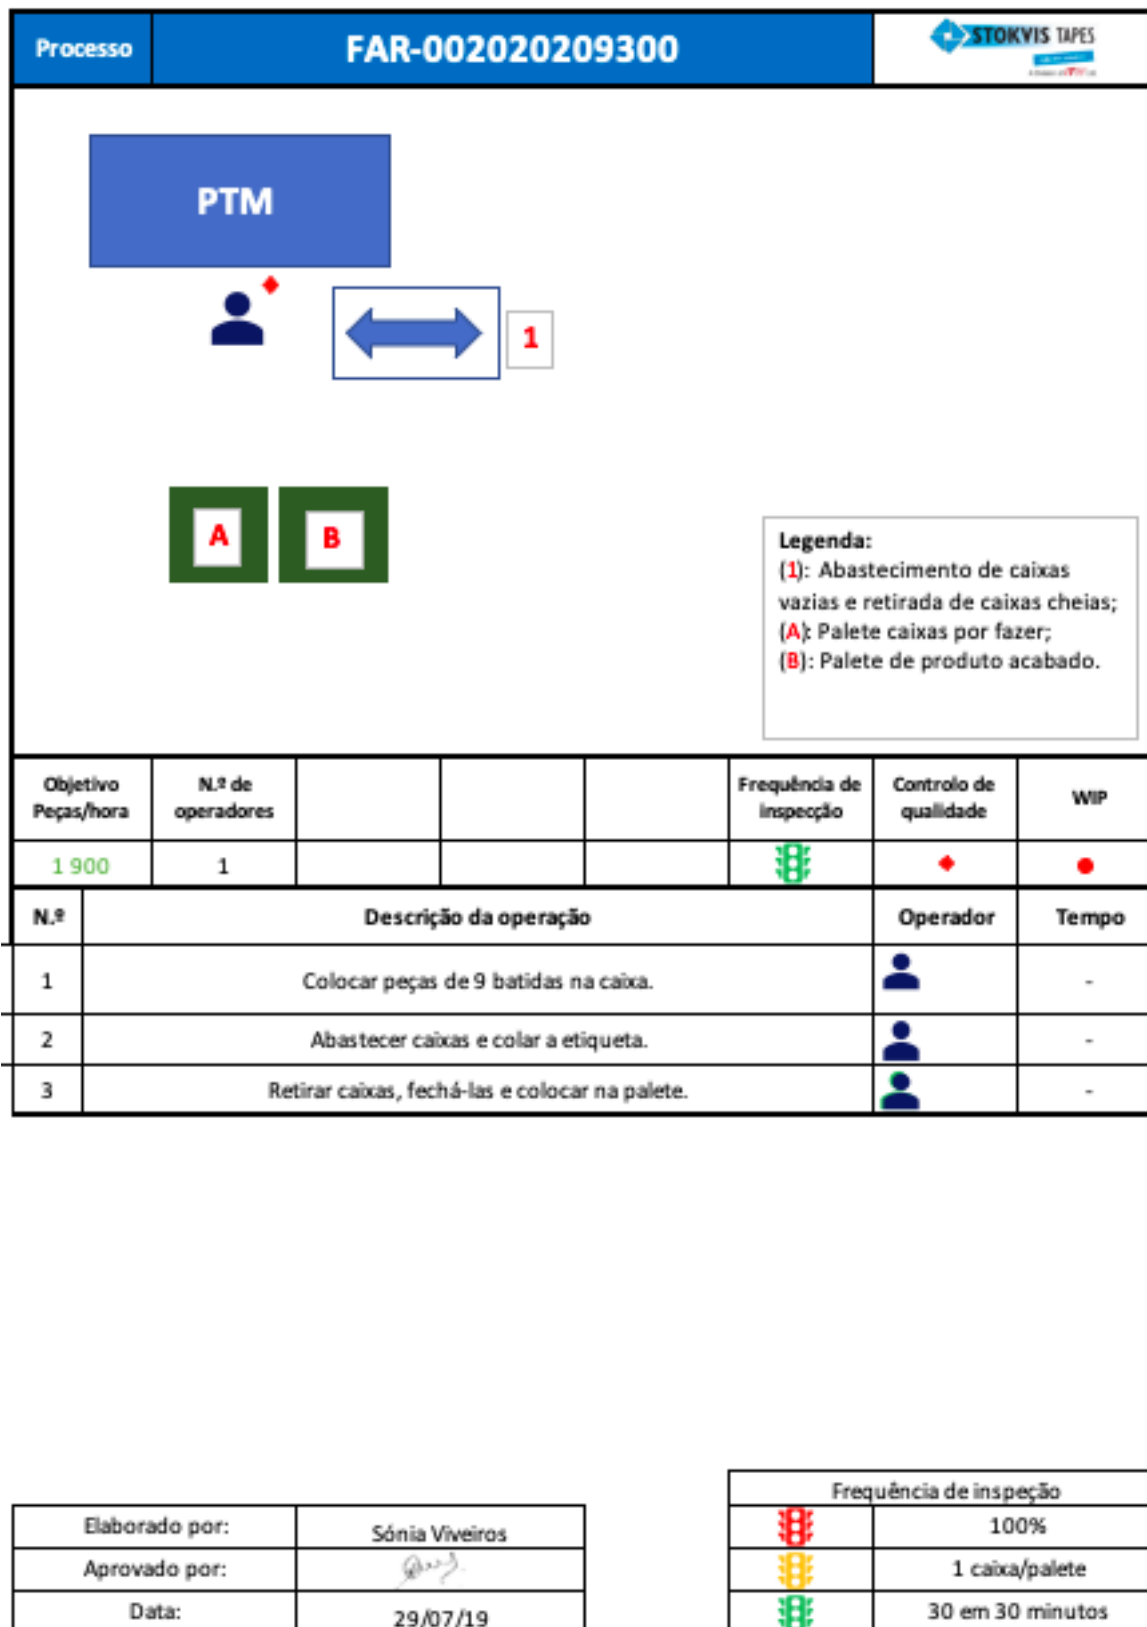 Processo
FAR-002020209300
STOKVIS TAPES
PTM
1
A
B
Legenda:
(1): Abastecimento de caixas
vazias e retirada de caixas cheias;
(A): Palete caixas por fazer;
(B): Palete de produto acabado.
Objetivo
Peças/hora
N.º de
operadores
Frequência de
inspecção
Controlo de
qualidade
WIP
1 900
1
N.º
Descrição da operação
Operador
Tempo
1
Colocar peças de 9 batidas na caixa.
-
2
Abastecer caixas e colar a etiqueta.
-
3
Retirar caixas, fechá-las e colocar na palete.
-
Frequência de inspeção
Elaborado por:
Sónia Viveiros
100%
Aprovado por:
1 caixa/palete
Data:
29/07/19
30 em 30 minutos